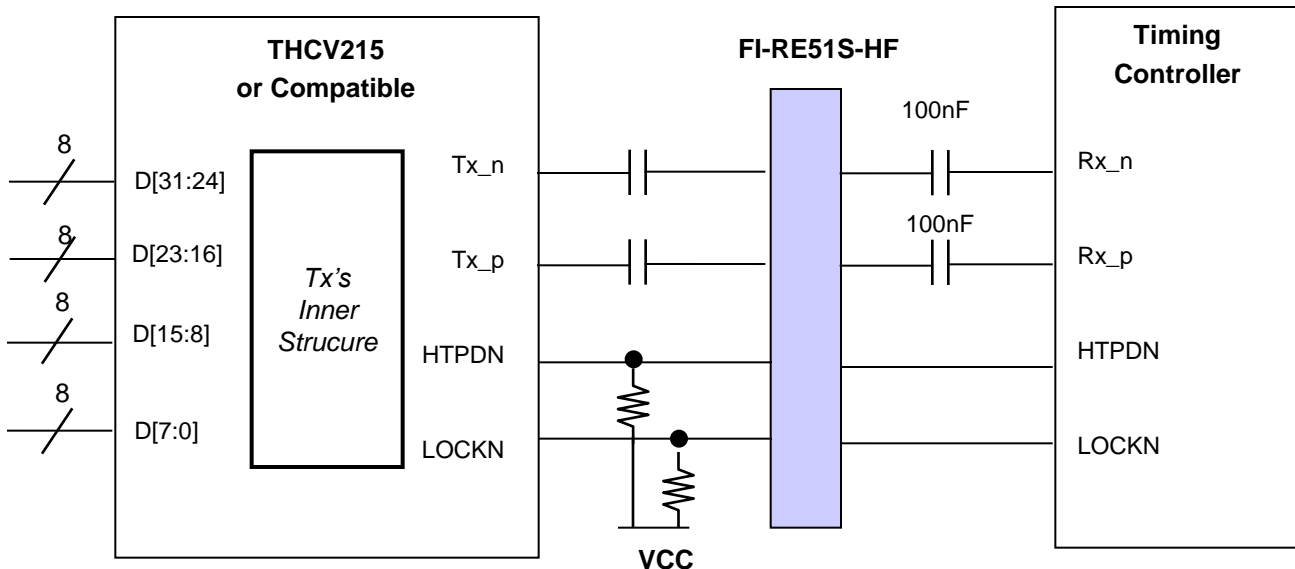 THCV215
or Compatible
FI-RE51S-HF
Timing
Controller
100nF
8
D[31:24]
Tx_n
Rx_n
8
D[23:16]
Tx_p
100nF
Rx_p
Tx's
Inner
Strucure
8
D[15:8]
HTPDN
HTPDN
8
D[7:0]
LOCKN
LOCKN
VCC